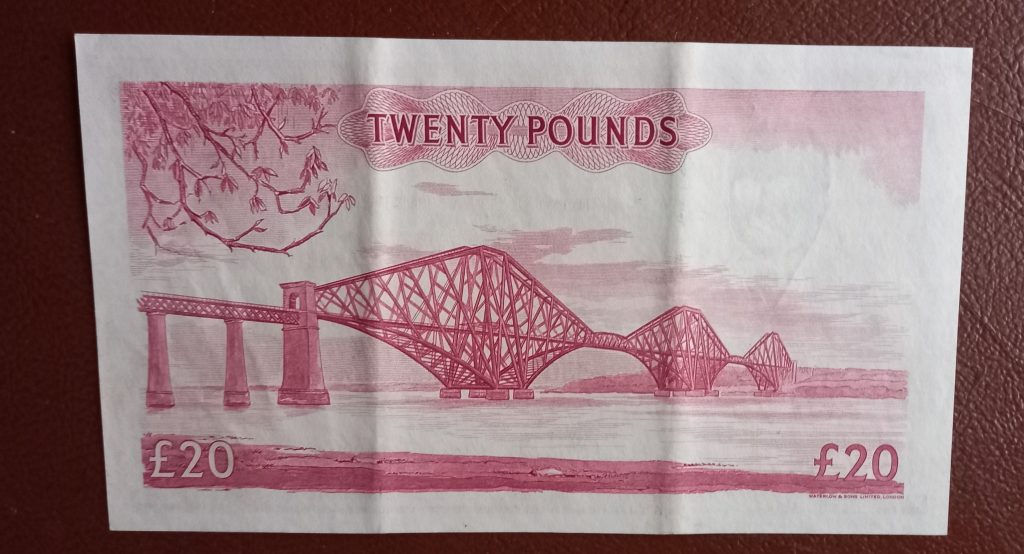 TWENTY POUNDS
£20
£20
WATERLOW & SONS LIMITED, LONDON